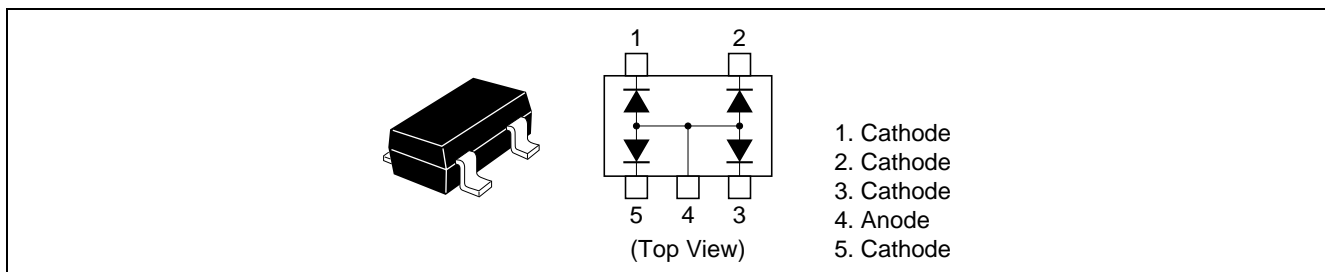 1 2
5 4 3
(Top View)
1. Cathode
2. Cathode
3. Cathode
4. Anode
5. Cathode